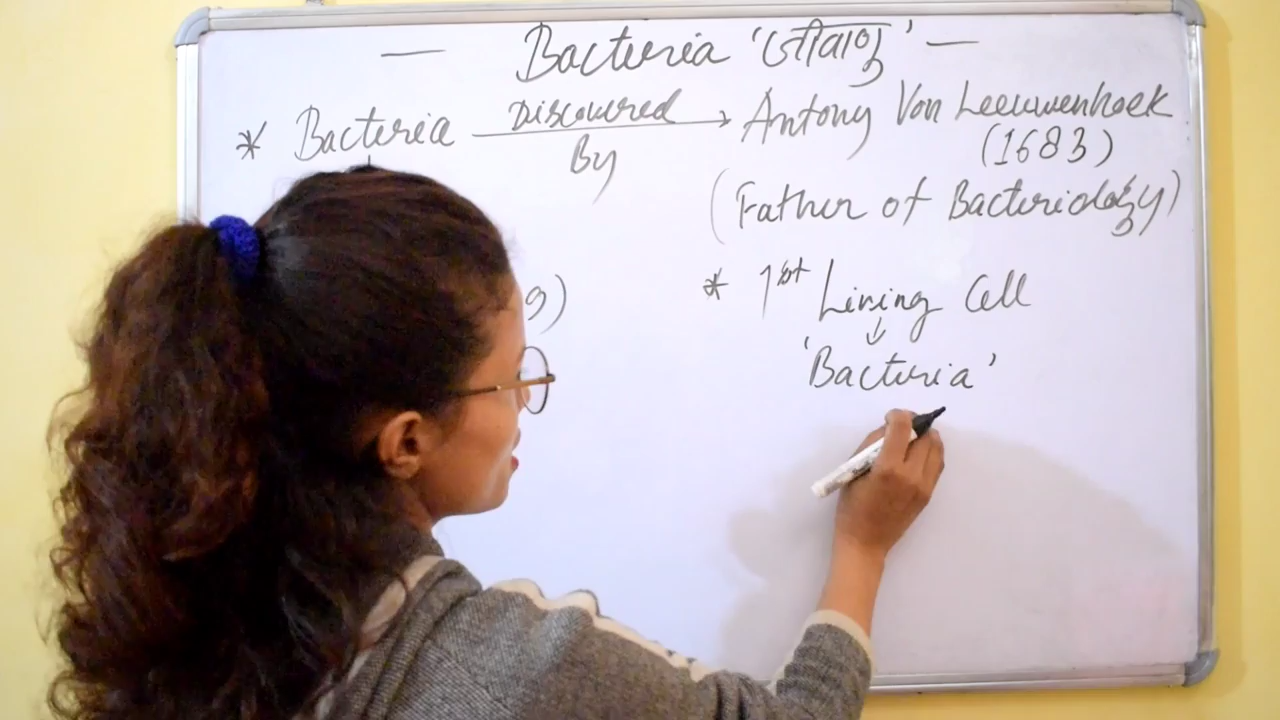 — Bacteria 'जीवाणु' —
* Bacteria Discovered By → Antony Von Leeuwenhoek
(1683)
(Father of Bacteriology)
* 1st Living Cell
↓
'Bacteria'
g)